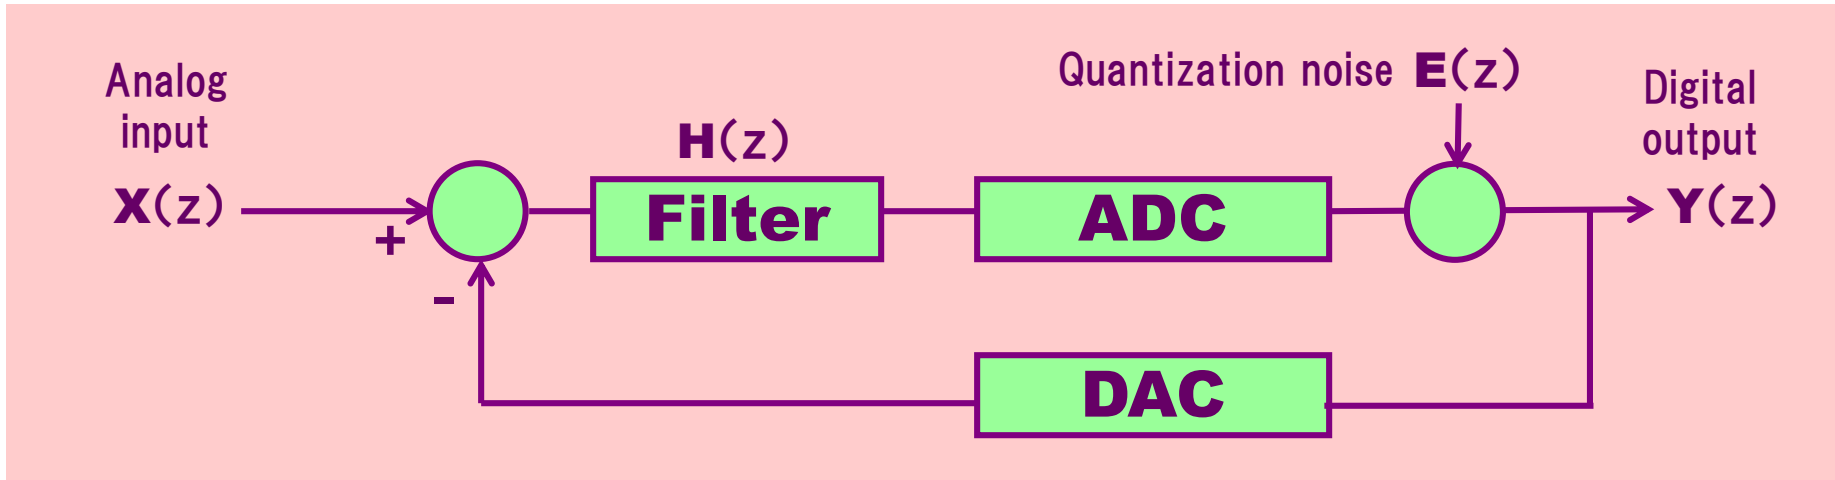 Analog
input
X(z)
+
-
H(z)
Filter
ADC
Quantization noise E(z)
Digital
output
Y(z)
DAC